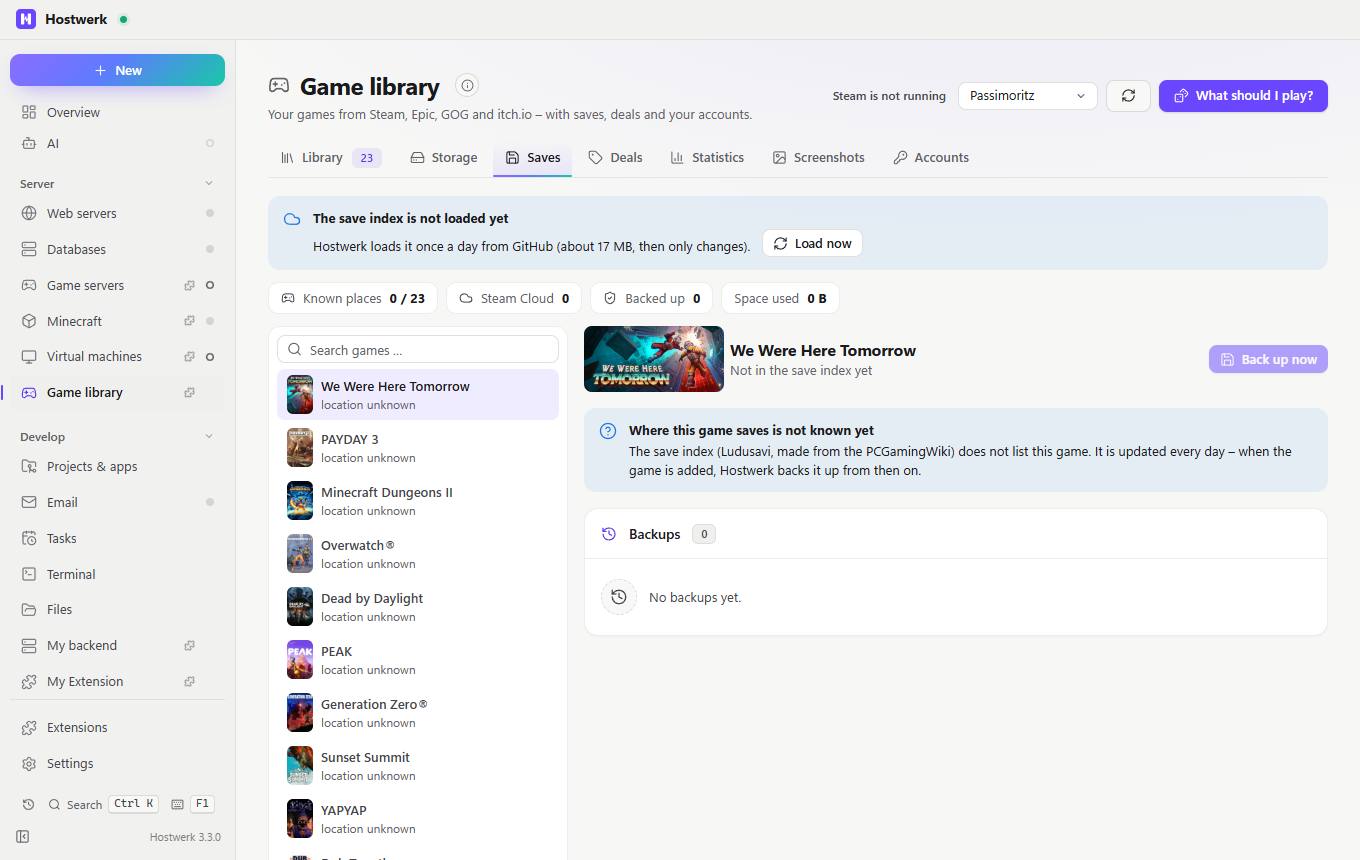 Hostwerk
New
Overview
AI
Server
Web servers
Databases
Game servers
Minecraft
Virtual machines
Game library
Develop
Projects & apps
Email
Tasks
Terminal
Files
My backend
My Extension
Extensions
Settings
Search Ctrl K F1
Hostwerk 3.3.0
Game library
Your games from Steam, Epic, GOG and itch.io – with saves, deals and your accounts.
Steam is not running Passimoritz What should I play?
Library 23 Storage Saves Deals Statistics Screenshots Accounts
The save index is not loaded yet
Hostwerk loads it once a day from GitHub (about 17 MB, then only changes). Load now
Known places 0 / 23 Steam Cloud 0 Backed up 0 Space used 0 B
Search games ...
We Were Here Tomorrow
location unknown
PAYDAY 3
location unknown
Minecraft Dungeons II
location unknown
Overwatch®
location unknown
Dead by Daylight
location unknown
PEAK
PEAK
location unknown
Generation Zero®
location unknown
Sunset Summit
location unknown
YAPYAP
location unknown
WE WERE HERE
TOMORROW
We Were Here Tomorrow
Not in the save index yet
Back up now
Where this game saves is not known yet
The save index (Ludusavi, made from the PCGamingWiki) does not list this game. It is updated every day – when the
game is added, Hostwerk backs it up from then on.
Backups 0
No backups yet.